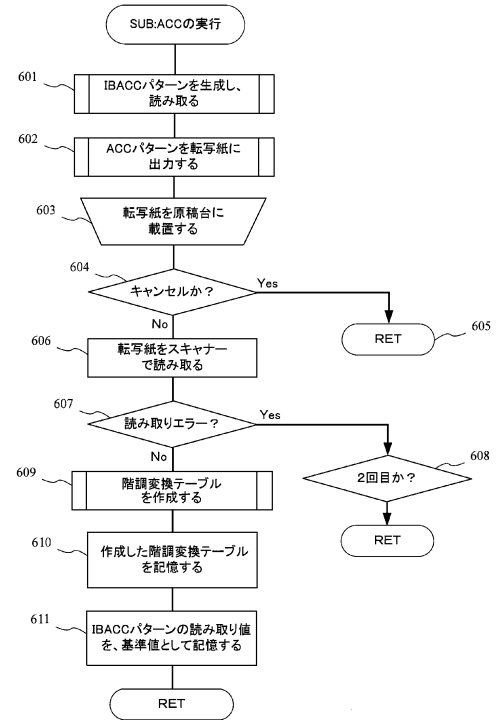 SUB:ACCの実行
601
IBACCパターンを生成し、
読み取る
602
ACCパターンを転写紙に
出力する
603
転写紙を原稿台に
載置する
604
キャンセルか？
Yes
No
RET
605
606
転写紙をスキャナー
で読み取る
607
読み取りエラー？
Yes
No
2回目か？
608
RET
609
階調変換テーブル
を作成する
610
作成した階調変換テーブル
を記憶する
611
IBACCパターンの読み取り値
を、基準値として記憶する
RET